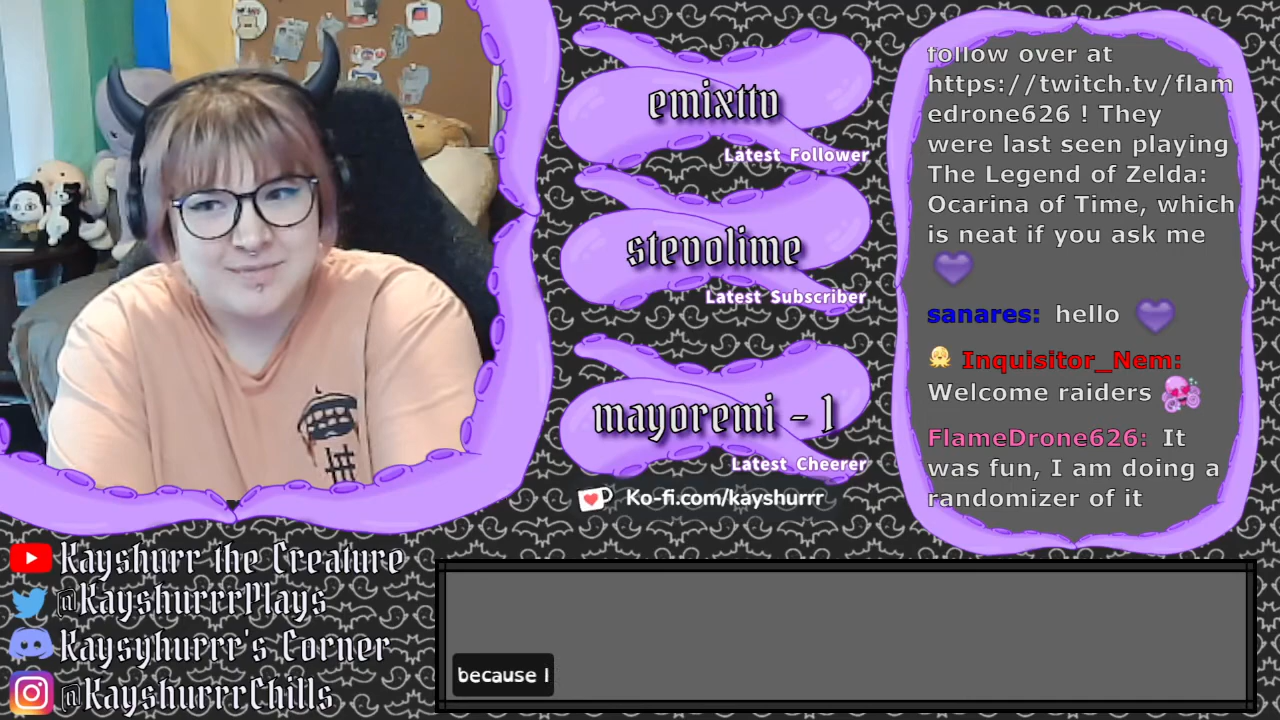 emixttv
Latest Follower
stevolime
Latest Subscriber
mayoremi - 1
Latest Cheerer
Ko-fi.com/kayshurrr
follow over at
https://twitch.tv/flam
edrone626 ! They
were last seen playing
The Legend of Zelda:
Ocarina of Time, which
is neat if you ask me
sanares: hello
Inquisitor_Nem:
Welcome raiders
FlameDrone626: It
was fun, I am doing a
randomizer of it
Kayshurr the Creature
@KayshurrrPlays
Kaysyhurrr's Corner
@KayshurrrChills
because I